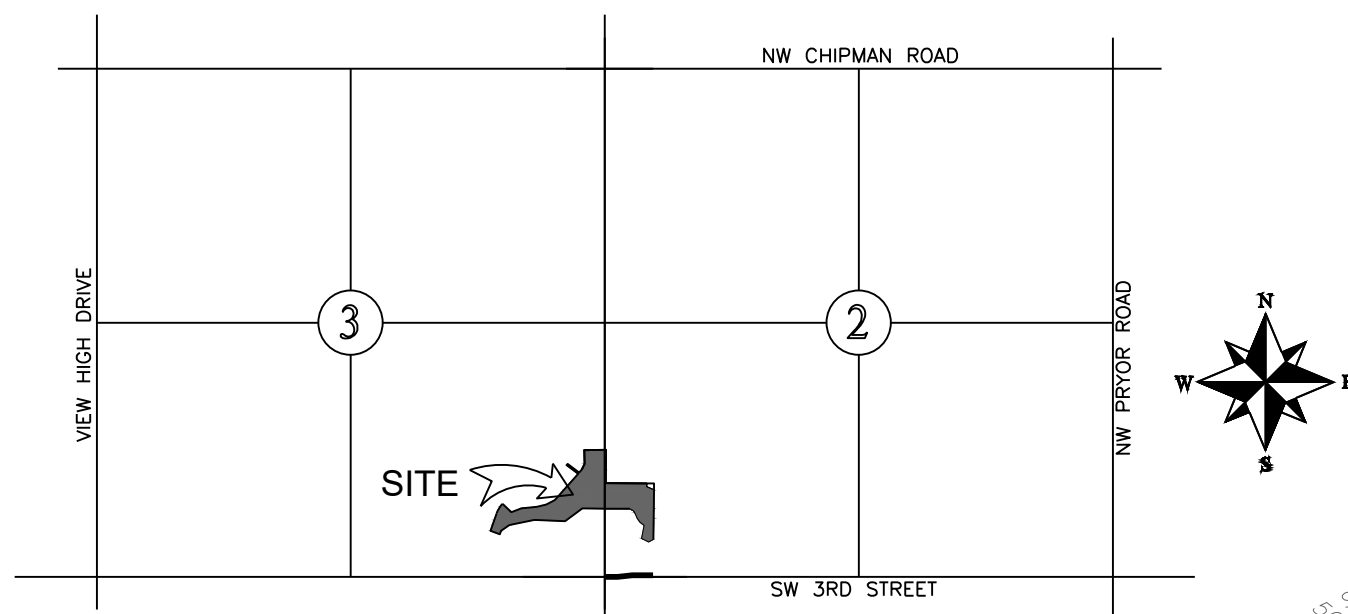 NW CHIPMAN ROAD
VIEW HIGH DRIVE
3
2
NW PRYOR ROAD
N
W
S
SITE
SW 3RD STREET